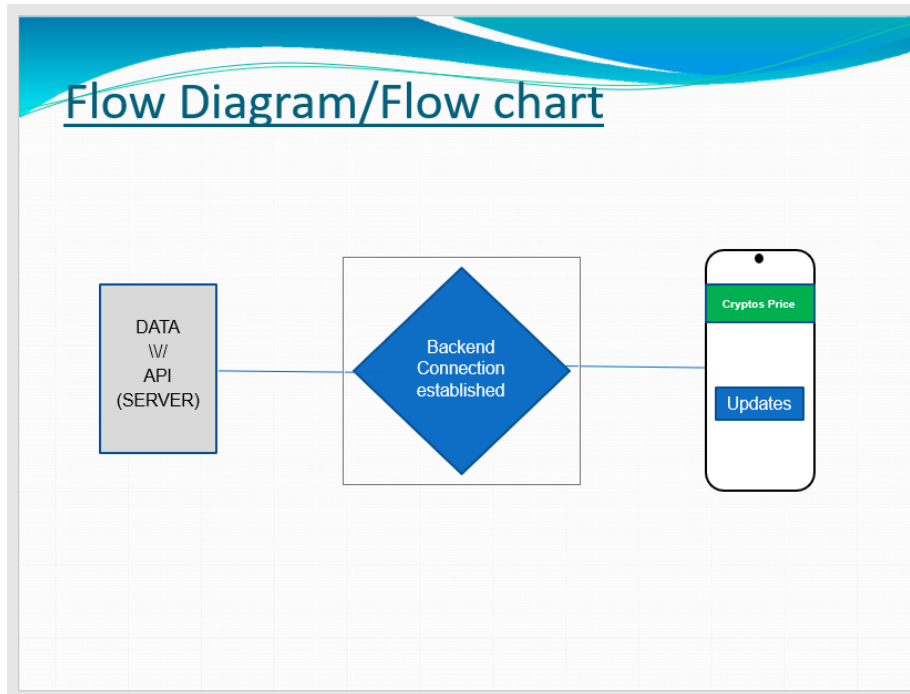 Flow Diagram/Flow chart
DATA
\\//
API
(SERVER)
Backend
Connection
established
Cryptos Price
Updates